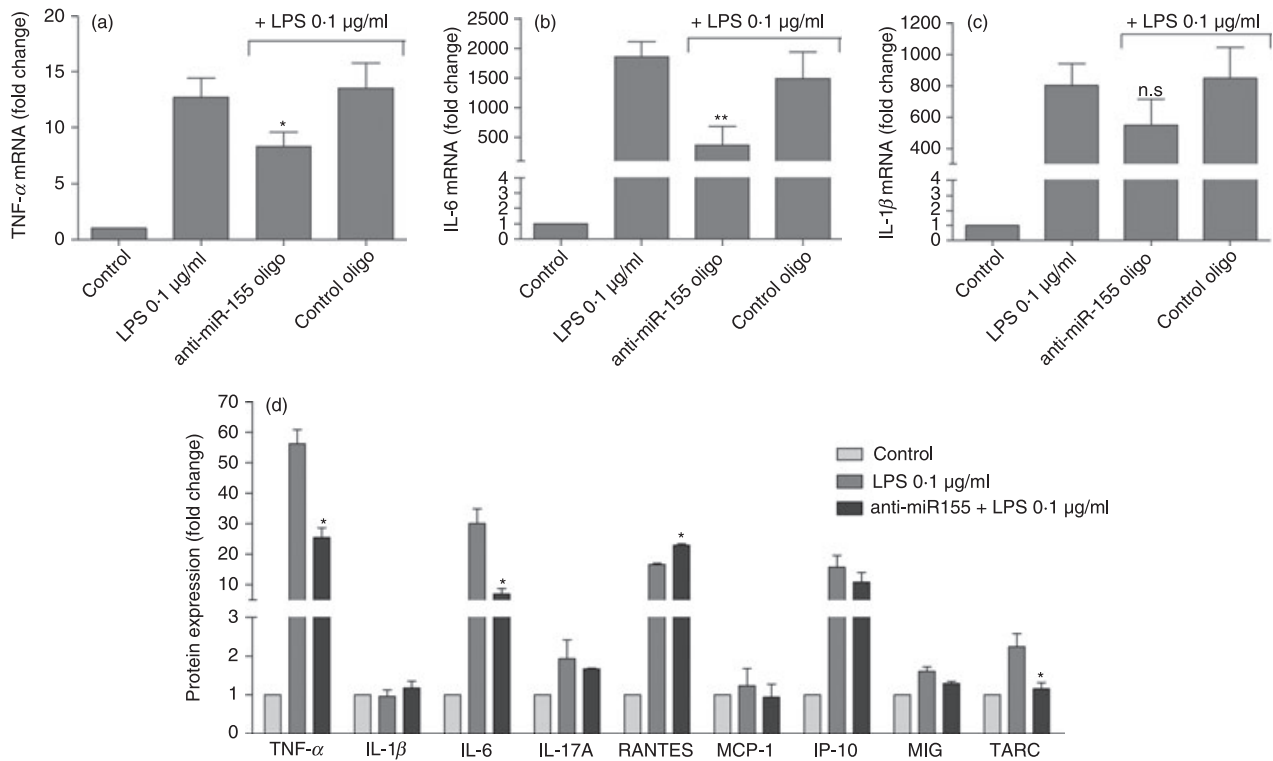 (a)
+ LPS 0·1 µg/ml
TNF-α mRNA (fold change)
20
15
10
5
0
*
Control
LPS 0·1 µg/ml
anti-miR-155 oligo
Control oligo
(b)
+ LPS 0·1 µg/ml
IL-6 mRNA (fold change)
2500
2000
1500
1000
500
4
3
2
1
0
**
Control
LPS 0·1 µg/ml
anti-miR-155 oligo
Control oligo
(c)
+ LPS 0·1 µg/ml
IL-1β mRNA (fold change)
1200
1000
800
600
400
4
3
2
1
0
n.s
Control
LPS 0·1 µg/ml
anti-miR-155 oligo
Control oligo
(d)
Protein expression (fold change)
70
60
50
40
30
20
10
3
2
1
0
*
*
*
*
Control
LPS 0·1 µg/ml
anti-miR155 + LPS 0·1 µg/ml
TNF-α IL-1β IL-6 IL-17A RANTES MCP-1 IP-10 MIG TARC